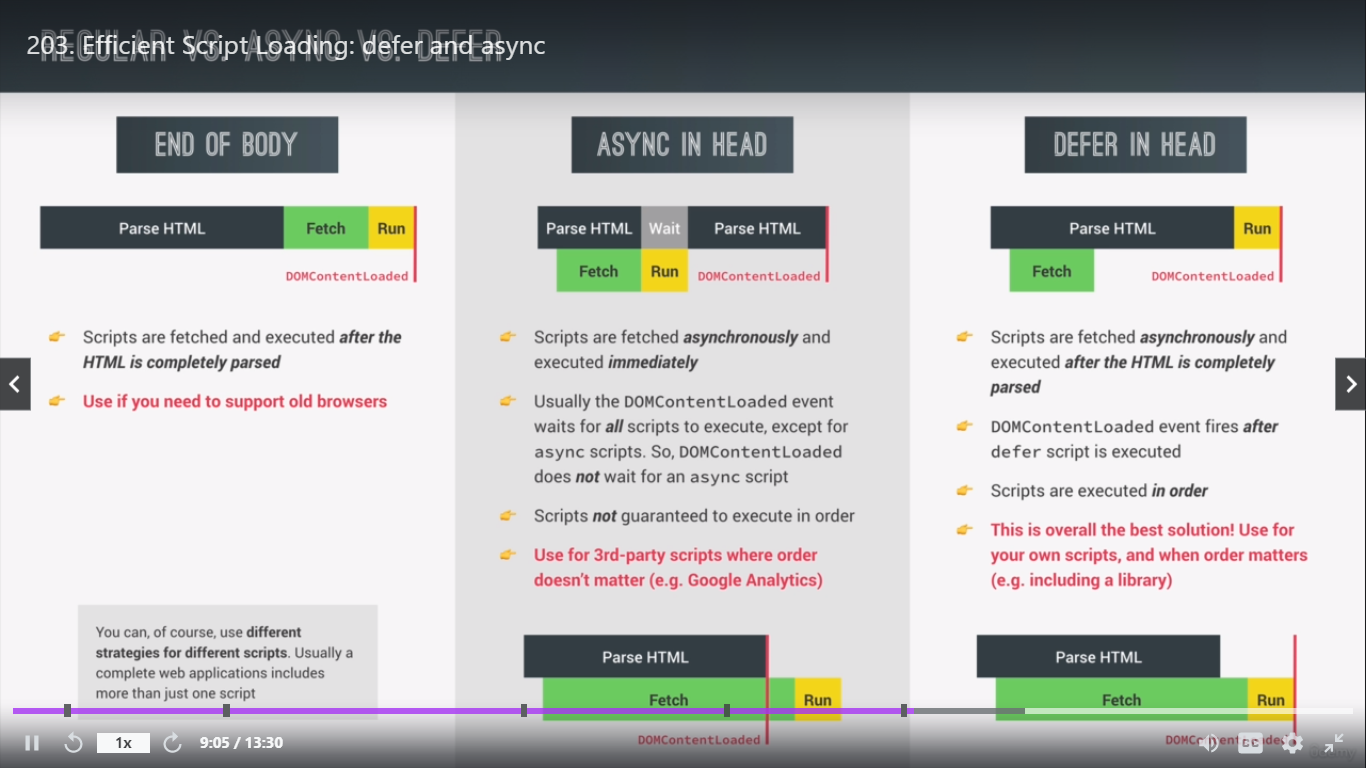 203. Efficient Script Loading: defer and async
REGULAR VS. ASYNC VS. DEFER
END OF BODY
Parse HTML
Fetch
Run
DOMContentLoaded
Scripts are fetched and executed after the
HTML is completely parsed
Use if you need to support old browsers
You can, of course, use different
strategies for different scripts. Usually a
complete web applications includes
more than just one script
ASYNC IN HEAD
Parse HTML
Wait
Parse HTML
Fetch
Run
DOMContentLoaded
Scripts are fetched asynchronously and
executed immediately
Usually the DOMContentLoaded event
waits for all scripts to execute, except for
async scripts. So, DOMContentLoaded
does not wait for an async script
Scripts not guaranteed to execute in order
Use for 3rd-party scripts where order
doesn't matter (e.g. Google Analytics)
Parse HTML
Fetch
Run
DOMContentLoaded
DEFER IN HEAD
Parse HTML
Run
Fetch
DOMContentLoaded
Scripts are fetched asynchronously and
executed after the HTML is completely
parsed
DOMContentLoaded event fires after
defer script is executed
Scripts are executed in order
This is overall the best solution! Use for
your own scripts, and when order matters
(e.g. including a library)
Parse HTML
Fetch
Run
DOMContentLoaded
1x
9:05 / 13:30
CC